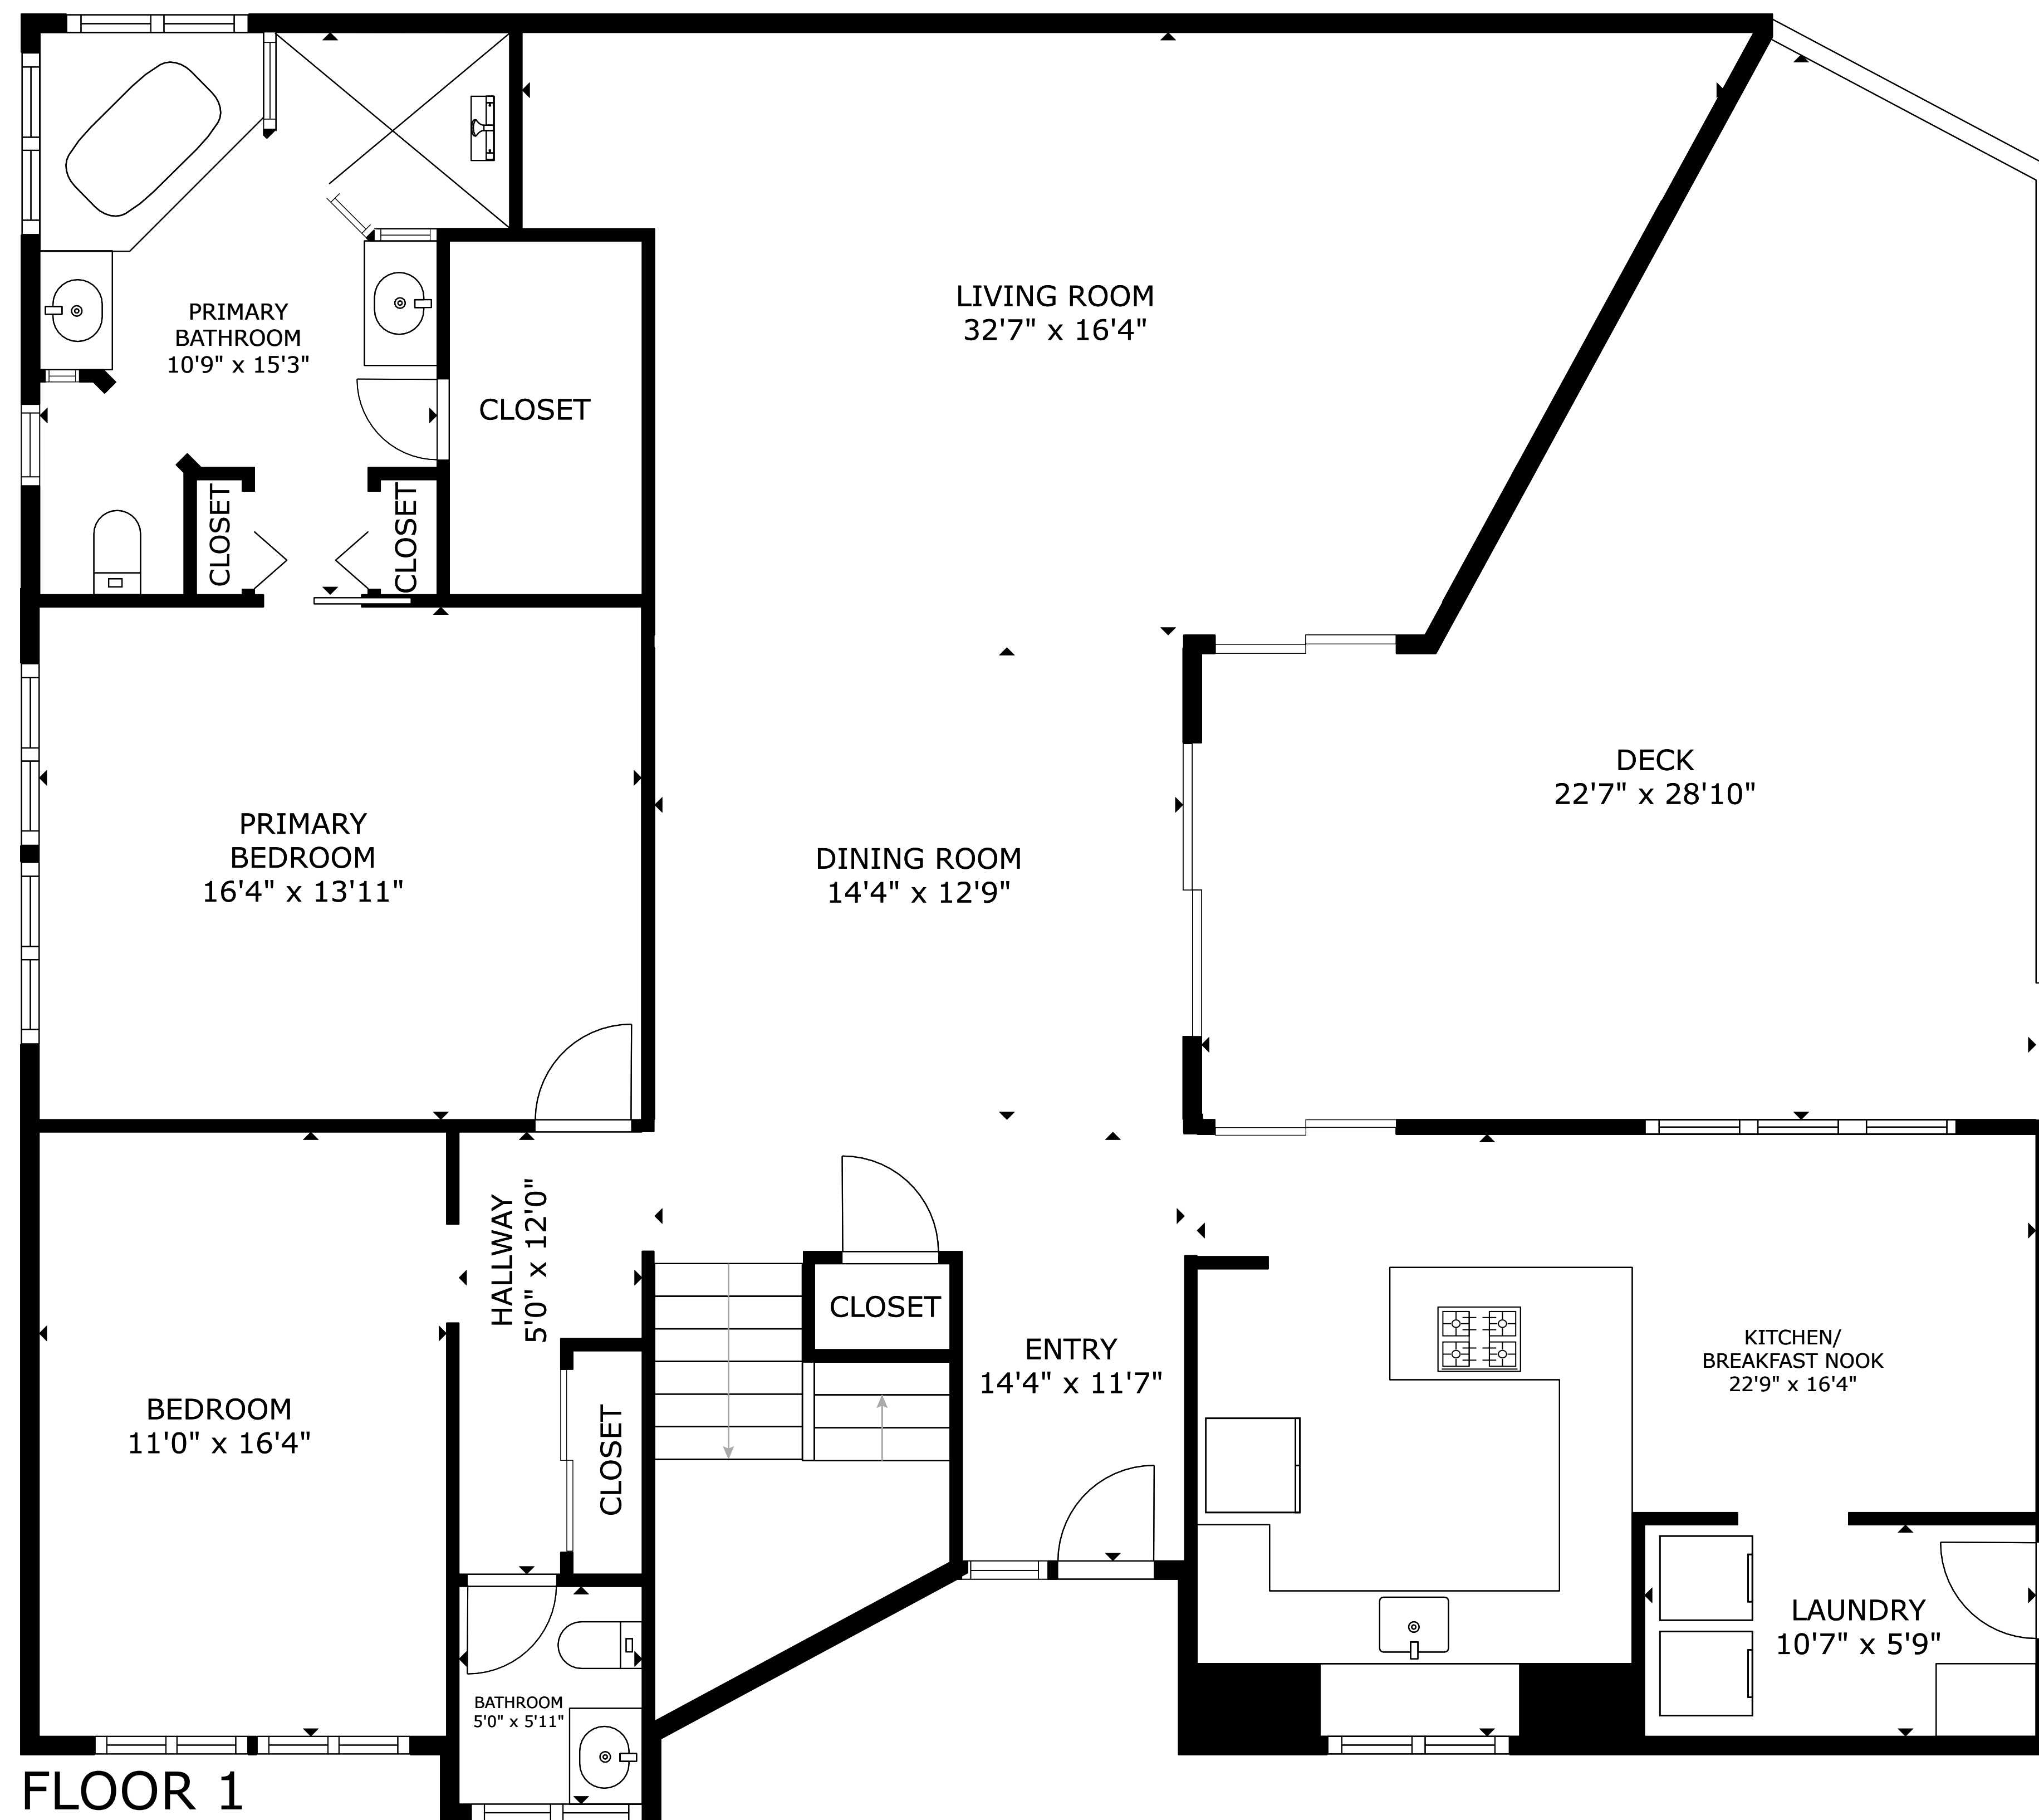 LIVING ROOM
32'7" x 16'4"
PRIMARY
BATHROOM
10'9" x 15'3"
CLOSET
CLOSET
CLOSET
DECK
22'7" x 28'10"
PRIMARY
BEDROOM
16'4" x 13'11"
DINING ROOM
14'4" x 12'9"
HALLWAY
5'0" x 12'0"
CLOSET
ENTRY
14'4" x 11'7"
KITCHEN/
BREAKFAST NOOK
22'9" x 16'4"
BEDROOM
11'0" x 16'4"
CLOSET
LAUNDRY
10'7" x 5'9"
BATHROOM
5'0" x 5'11"
FLOOR 1